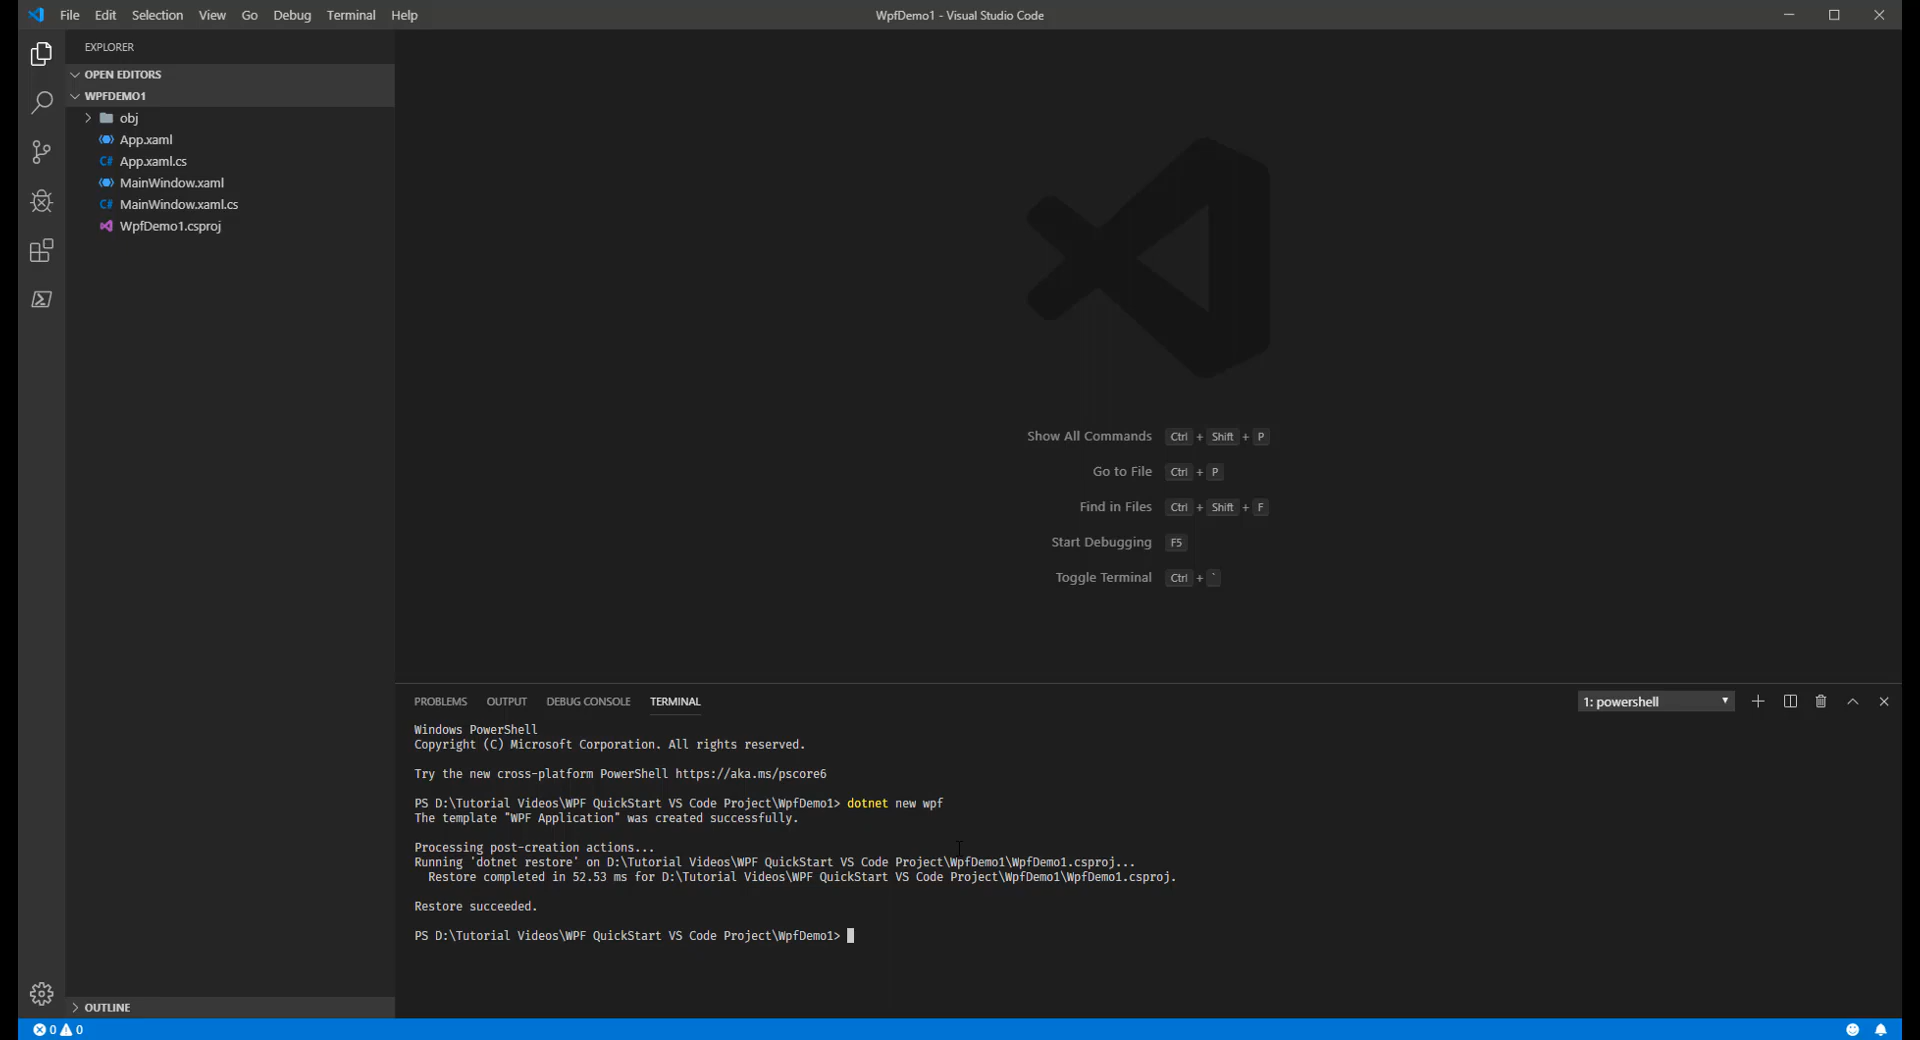 File Edit Selection View Go Debug Terminal Help
WpfDemo1 - Visual Studio Code
EXPLORER
OPEN EDITORS
WPFDEMO1
obj
App.xaml
C# App.xaml.cs
MainWindow.xaml
C# MainWindow.xaml.cs
WpfDemo1.csproj
OUTLINE
Show All Commands Ctrl + Shift + P
Go to File Ctrl + P
Find in Files Ctrl + Shift + F
Start Debugging F5
Toggle Terminal Ctrl + `
PROBLEMS OUTPUT DEBUG CONSOLE TERMINAL
1: powershell
Windows PowerShell
Copyright (C) Microsoft Corporation. All rights reserved.
Try the new cross-platform PowerShell https://aka.ms/pscore6
PS D:\Tutorial Videos\WPF QuickStart VS Code Project\WpfDemo1> dotnet new wpf
The template "WPF Application" was created successfully.
Processing post-creation actions...
Running 'dotnet restore' on D:\Tutorial Videos\WPF QuickStart VS Code Project\WpfDemo1\WpfDemo1.csproj...
Restore completed in 52.53 ms for D:\Tutorial Videos\WPF QuickStart VS Code Project\WpfDemo1\WpfDemo1.csproj.
Restore succeeded.
PS D:\Tutorial Videos\WPF QuickStart VS Code Project\WpfDemo1>
0 0